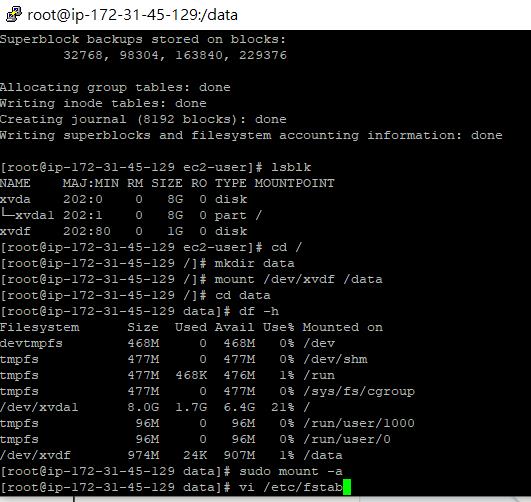 root@ip-172-31-45-129:/data
Superblock backups stored on blocks:
        32768, 98304, 163840, 229376
Allocating group tables: done
Writing inode tables: done
Creating journal (8192 blocks): done
Writing superblocks and filesystem accounting information: done
[root@ip-172-31-45-129 ec2-user]# lsblk
NAME    MAJ:MIN RM SIZE RO TYPE MOUNTPOINT
xvda    202:0    0   8G  0 disk
└─xvda1 202:1    0   8G  0 part /
xvdf    202:80   0   1G  0 disk
[root@ip-172-31-45-129 ec2-user]# cd /
[root@ip-172-31-45-129 /]# mkdir data
[root@ip-172-31-45-129 /]# mount /dev/xvdf /data
[root@ip-172-31-45-129 /]# cd data
[root@ip-172-31-45-129 data]# df -h
Filesystem      Size  Used Avail Use% Mounted on
devtmpfs        468M     0  468M   0% /dev
tmpfs           477M     0  477M   0% /dev/shm
tmpfs           477M  468K  476M   1% /run
tmpfs           477M     0  477M   0% /sys/fs/cgroup
/dev/xvda1      8.0G  1.7G  6.4G  21% /
tmpfs            96M     0   96M   0% /run/user/1000
tmpfs            96M     0   96M   0% /run/user/0
/dev/xvdf       974M   24K  907M   1% /data
[root@ip-172-31-45-129 data]# sudo mount -a
[root@ip-172-31-45-129 data]# vi /etc/fstab